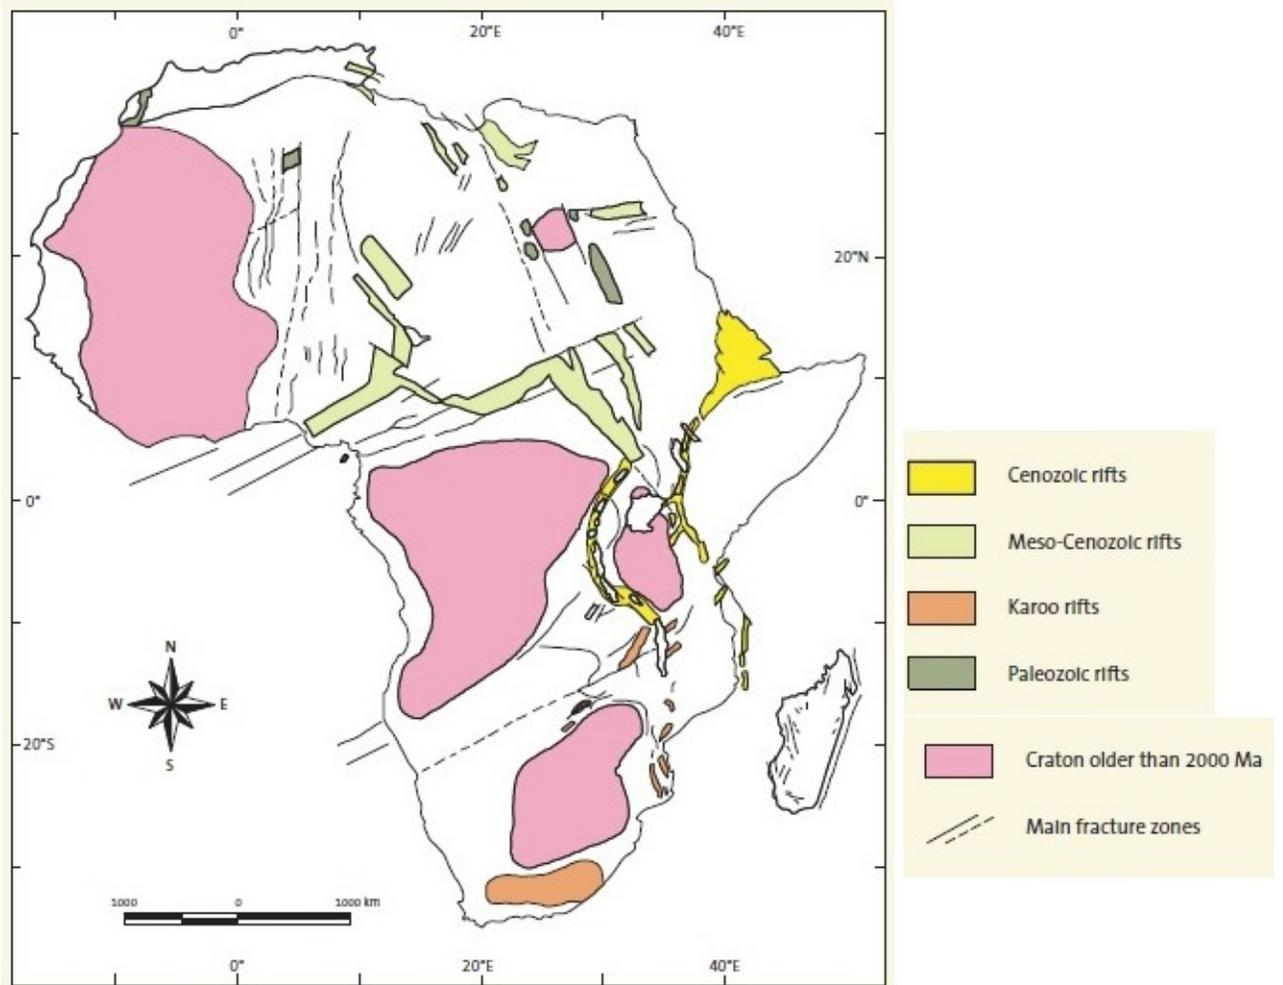 0° 20°E 40°E
20°N
0° 0°
N
W E
S
20°S
1000 0 1000 km
0° 20°E 40°E
Cenozoic rifts
Meso-Cenozoic rifts
Karoo rifts
Paleozoic rifts
Craton older than 2000 Ma
Main fracture zones